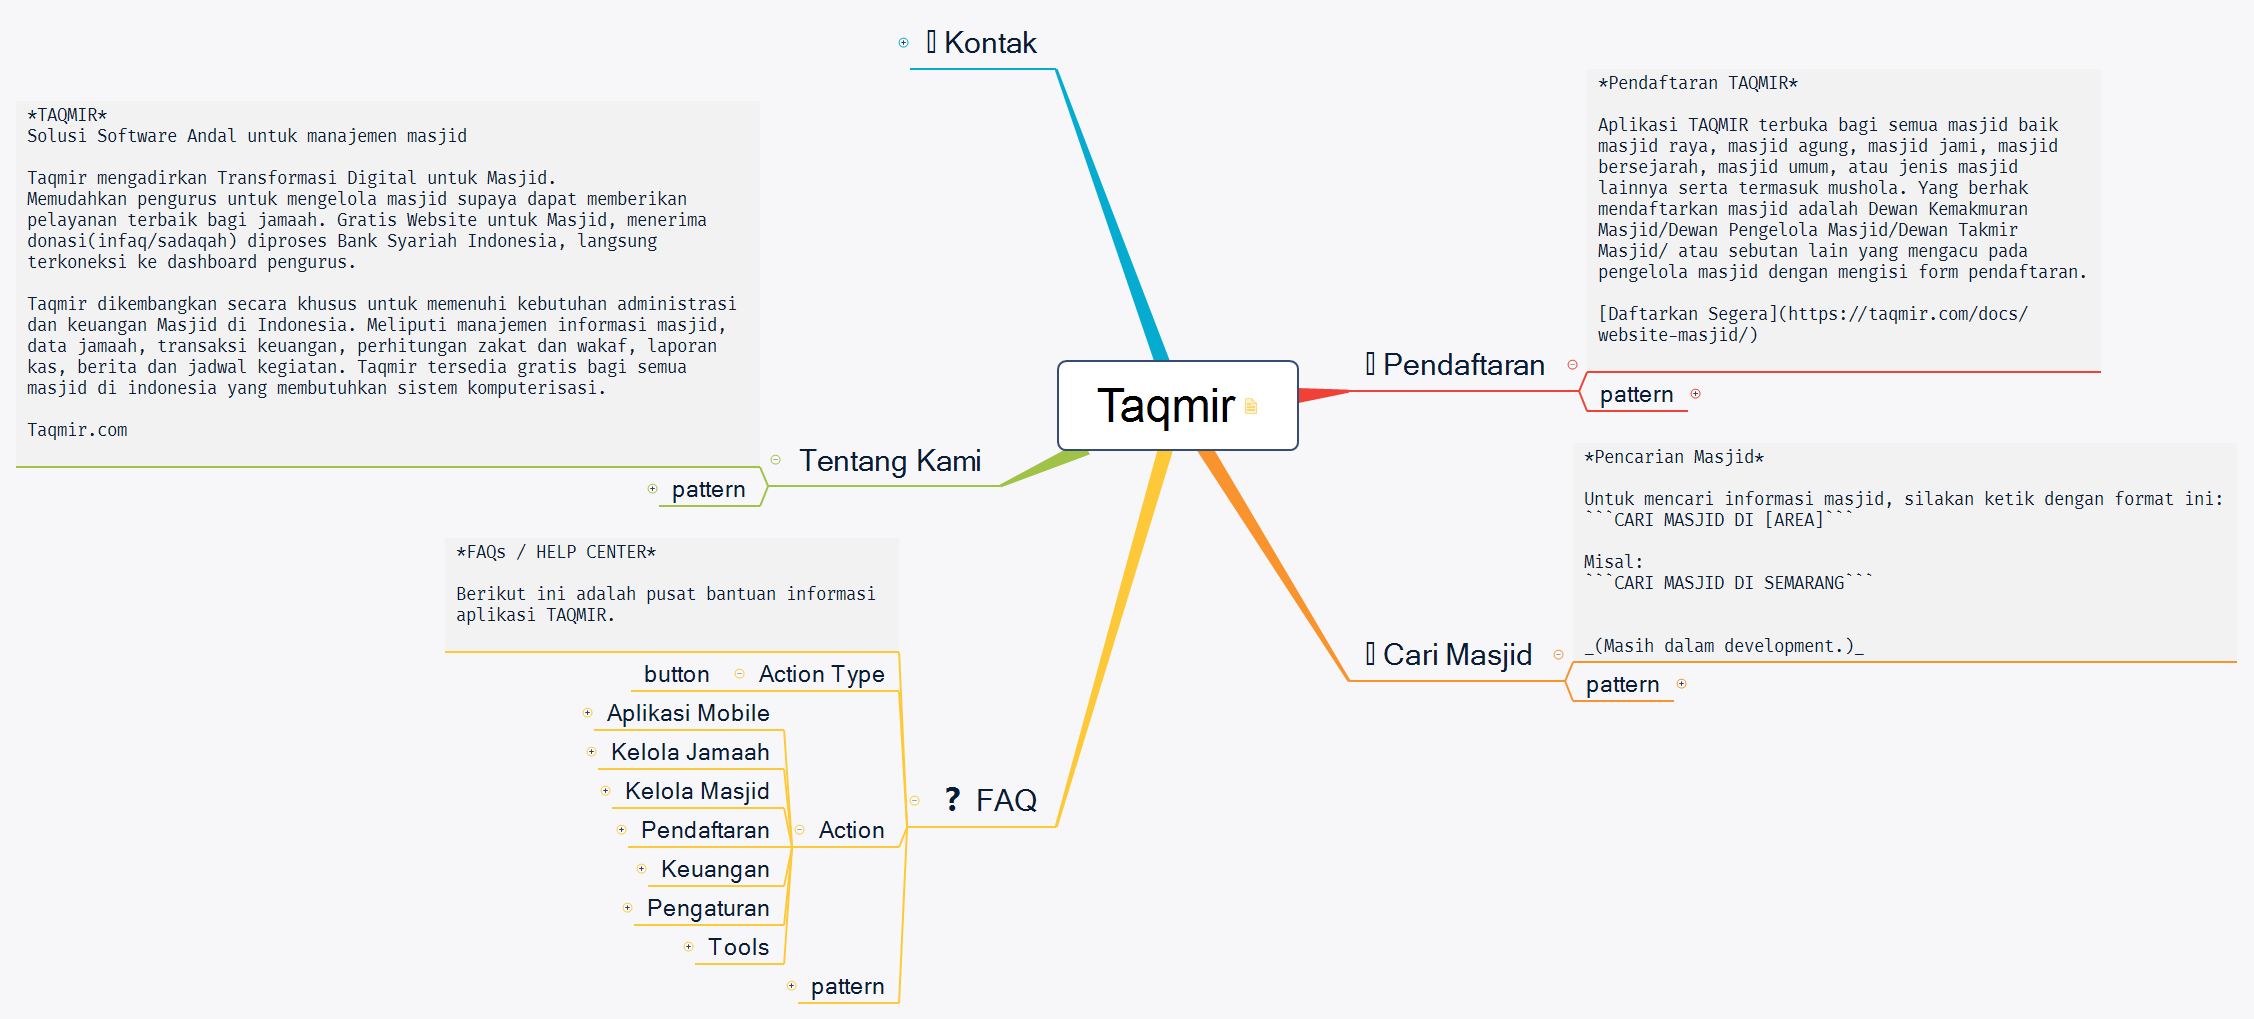 Kontak
*TAQMIR*
Solusi Software Andal untuk manajemen masjid
Taqmir mengadirkan Transformasi Digital untuk Masjid.
Memudahkan pengurus untuk mengelola masjid supaya dapat memberikan
pelayanan terbaik bagi jamaah. Gratis Website untuk Masjid, menerima
donasi(infaq/sadaqah) diproses Bank Syariah Indonesia, langsung
terkoneksi ke dashboard pengurus.
Taqmir dikembangkan secara khusus untuk memenuhi kebutuhan administrasi
dan keuangan Masjid di Indonesia. Meliputi manajemen informasi masjid,
data jamaah, transaksi keuangan, perhitungan zakat dan wakaf, laporan
kas, berita dan jadwal kegiatan. Taqmir tersedia gratis bagi semua
masjid di indonesia yang membutuhkan sistem komputerisasi.
Taqmir.com
Tentang Kami
pattern
*FAQs / HELP CENTER*
Berikut ini adalah pusat bantuan informasi
aplikasi TAQMIR.
button
Action Type
Aplikasi Mobile
Kelola Jamaah
Kelola Masjid
Pendaftaran
Keuangan
Pengaturan
Tools
Action
pattern
? FAQ
Taqmir
*Pendaftaran TAQMIR*
Aplikasi TAQMIR terbuka bagi semua masjid baik
masjid raya, masjid agung, masjid jami, masjid
bersejarah, masjid umum, atau jenis masjid
lainnya serta termasuk mushola. Yang berhak
mendaftarkan masjid adalah Dewan Kemakmuran
Masjid/Dewan Pengelola Masjid/Dewan Takmir
Masjid/ atau sebutan lain yang mengacu pada
pengelola masjid dengan mengisi form pendaftaran.
[Daftarkan Segera](https://taqmir.com/docs/
website-masjid/)
Pendaftaran
pattern
*Pencarian Masjid*
Untuk mencari informasi masjid, silakan ketik dengan format ini:
```CARI MASJID DI [AREA]```
Misal:
```CARI MASJID DI SEMARANG```
_(Masih dalam development.)_
Cari Masjid
pattern